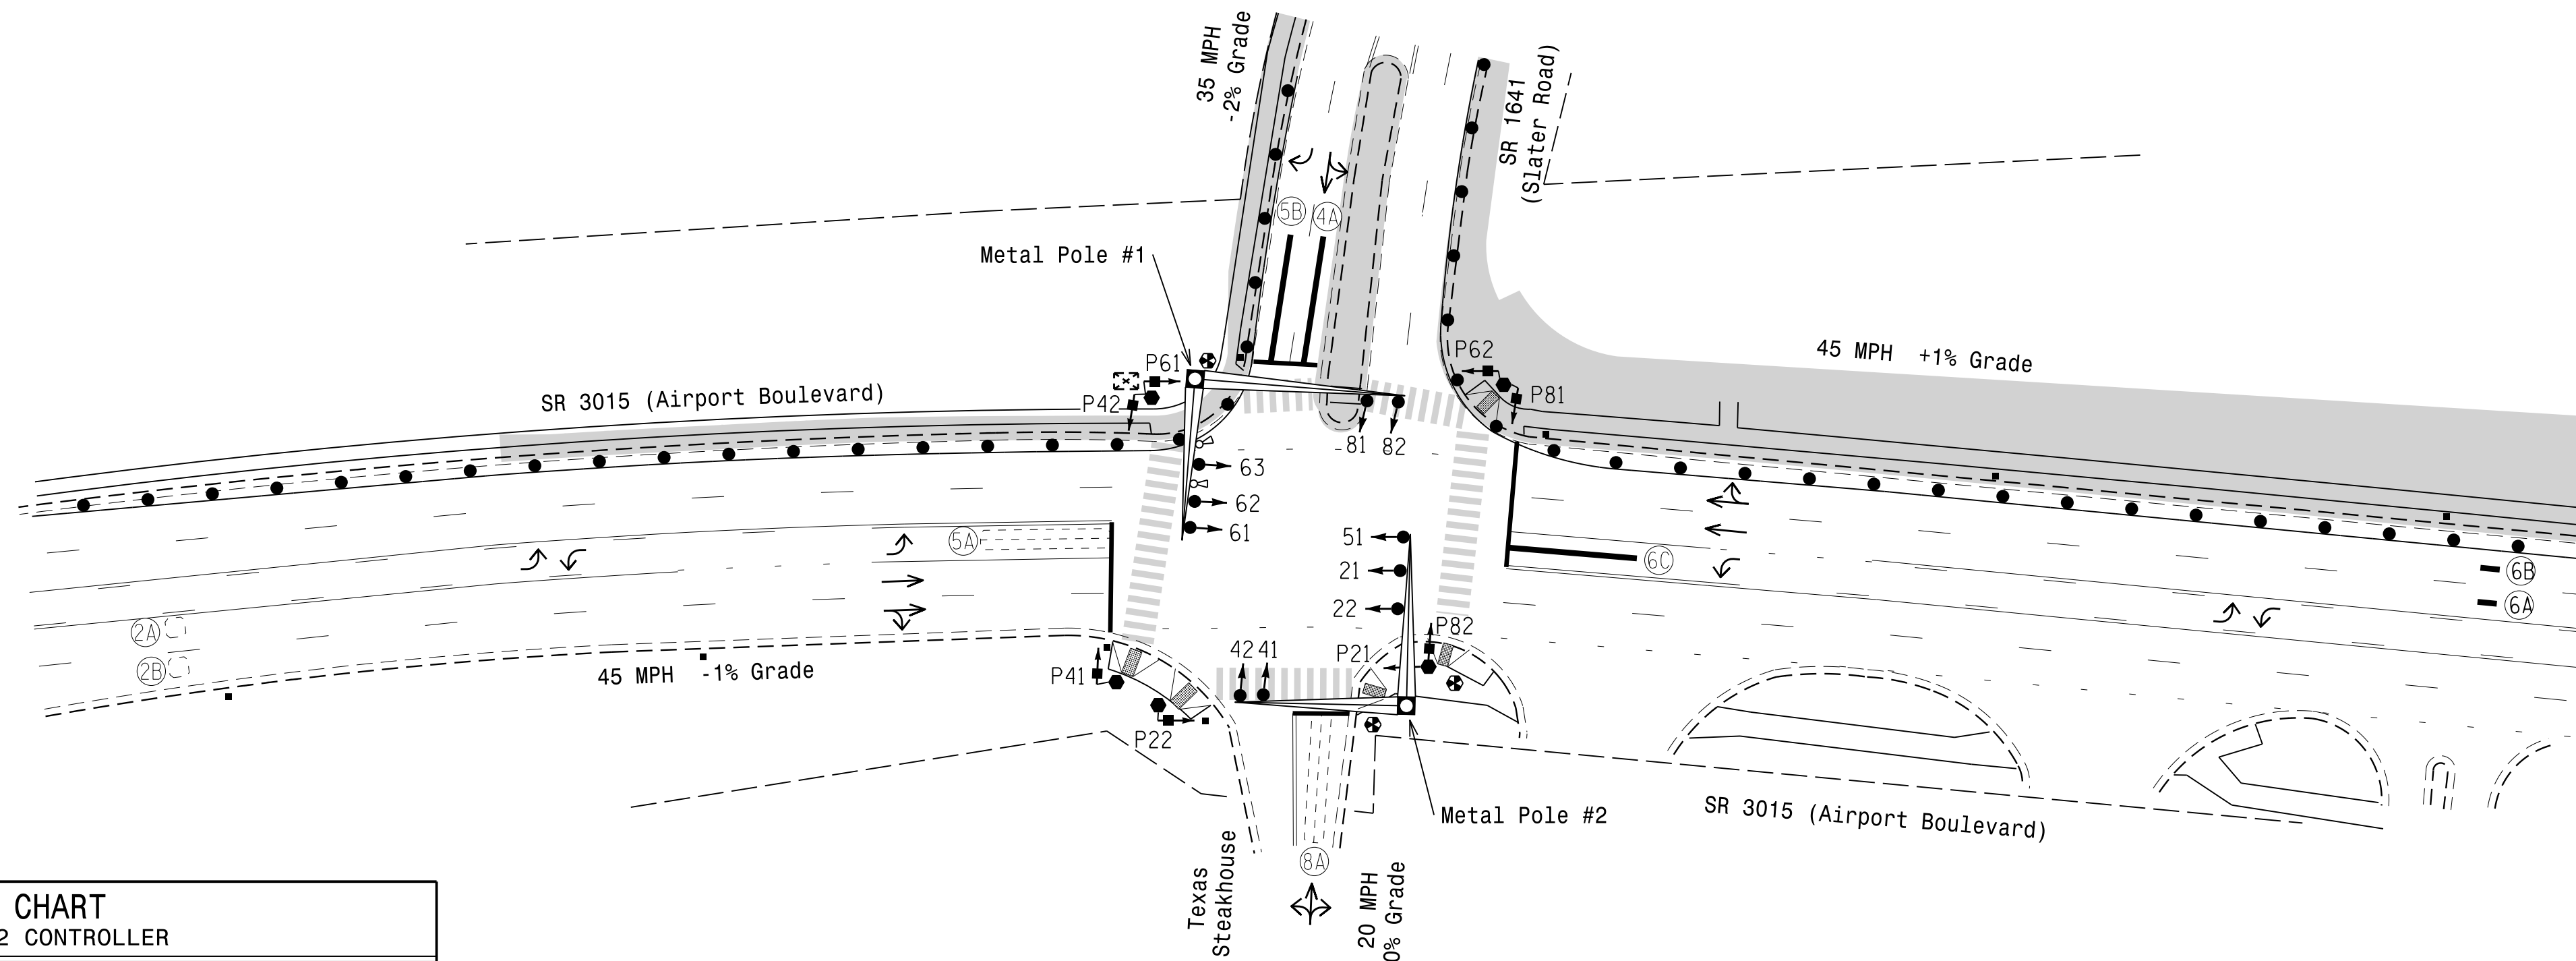 35 MPH
-2% Grade
SR 1641
(Slater Road)
5B
4A
Metal Pole #1
P61
P62
45 MPH +1% Grade
SR 3015 (Airport Boulevard)
P42
P81
81
82
63
62
61
5A
51
21
22
6C
6B
6A
2A
2B
45 MPH -1% Grade
P41
42
41
P21
P82
P22
Metal Pole #2
SR 3015 (Airport Boulevard)
8A
Texas
Steakhouse
20 MPH
0% Grade
CHART
2 CONTROLLER